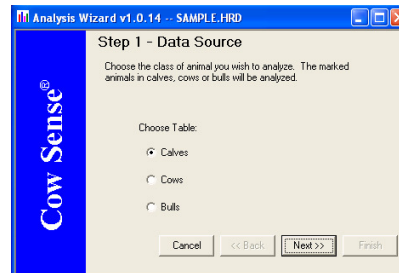 Analysis Wizard v1.0.14 -- SAMPLE.HRD
Step 1 - Data Source
Choose the class of animal you wish to analyze. The marked
animals in calves, cows or bulls will be analyzed.
Cow Sense®
Choose Table:
Calves
Cows
Bulls
Cancel
<< Back
Next >>
Finish